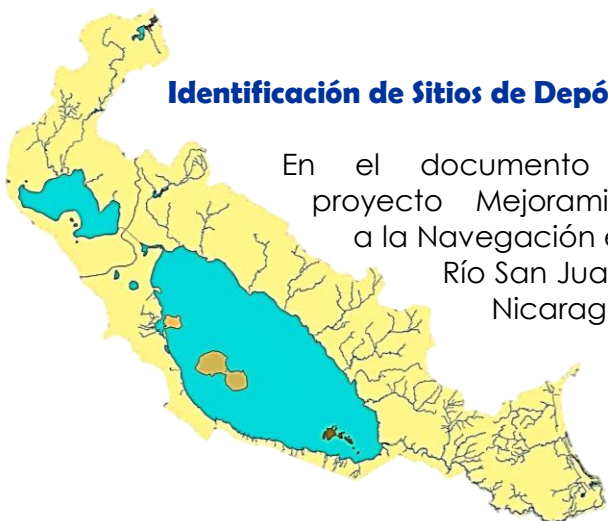 Identificación de Sitios de Depó
En el documento
proyecto Mejorami
a la Navegación e
Río San Jua
Nicarag